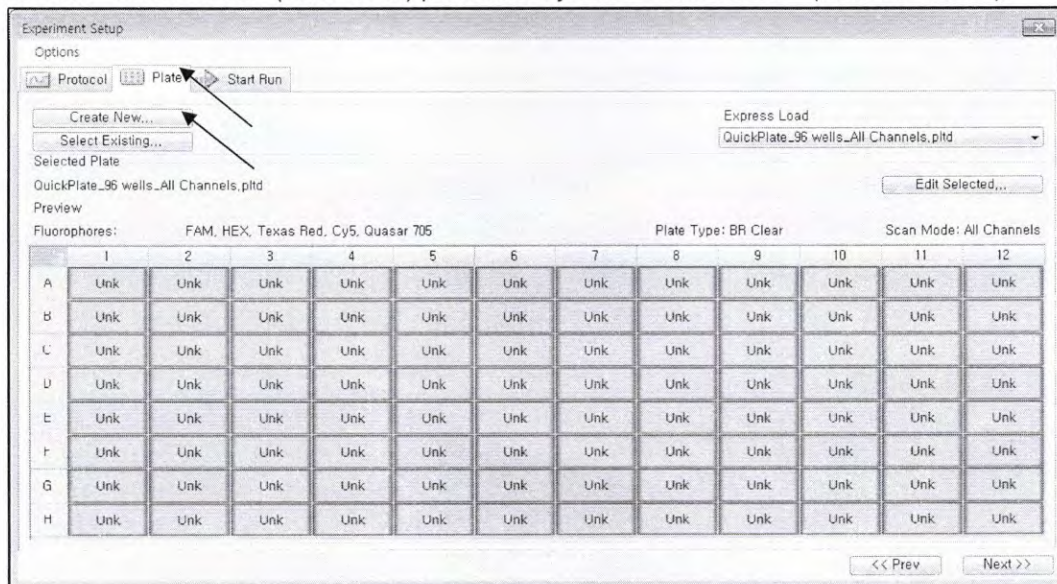 Experiment Setup
Options
Protocol Plate Start Run
Create New... Express Load
Select Existing... QuickPlate_96 wells_All Channels.pltd
Selected Plate
QuickPlate_96 wells_All Channels.pltd Edit Selected...
Preview
Fluorophores: FAM, HEX, Texas Red, Cy5, Quasar 705 Plate Type: BR Clear Scan Mode: All Channels
1 2 3 4 5 6 7 8 9 10 11 12
A Unk Unk Unk Unk Unk Unk Unk Unk Unk Unk Unk Unk
B Unk Unk Unk Unk Unk Unk Unk Unk Unk Unk Unk Unk
C Unk Unk Unk Unk Unk Unk Unk Unk Unk Unk Unk Unk
D Unk Unk Unk Unk Unk Unk Unk Unk Unk Unk Unk Unk
E Unk Unk Unk Unk Unk Unk Unk Unk Unk Unk Unk Unk
F Unk Unk Unk Unk Unk Unk Unk Unk Unk Unk Unk Unk
G Unk Unk Unk Unk Unk Unk Unk Unk Unk Unk Unk Unk
H Unk Unk Unk Unk Unk Unk Unk Unk Unk Unk Unk Unk
<< Prev Next >>